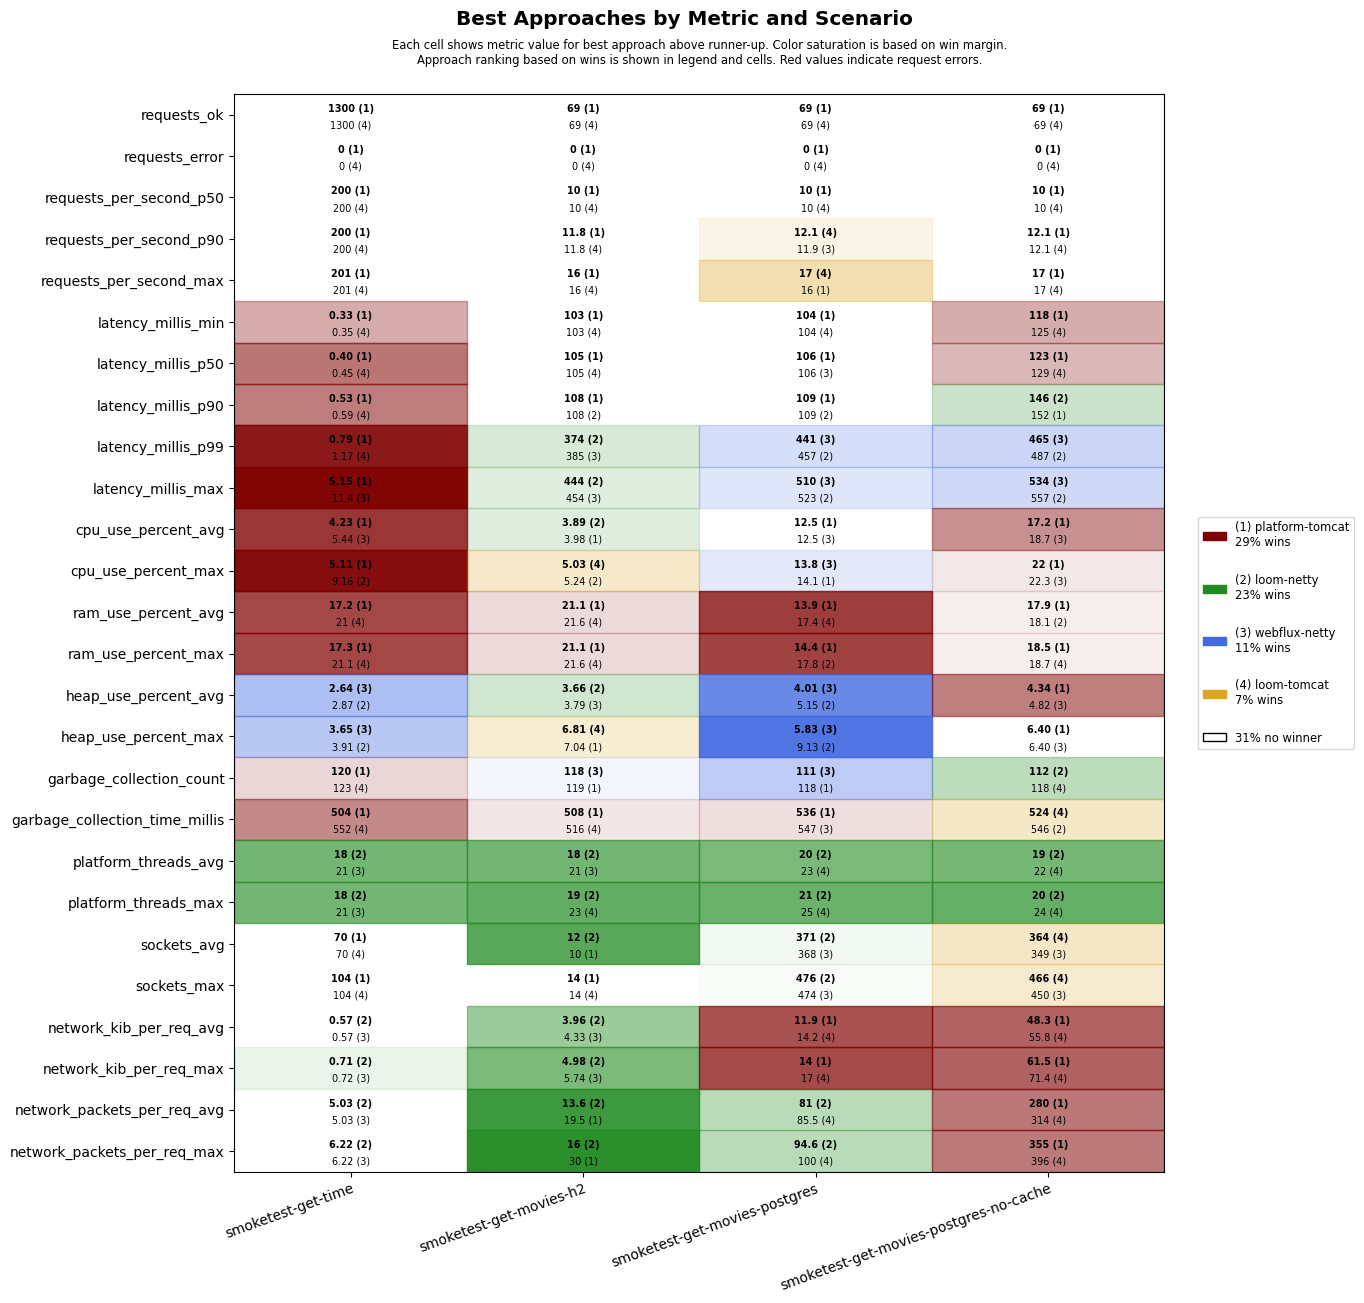 Best Approaches by Metric and Scenario
Each cell shows metric value for best approach above runner-up. Color saturation is based on win margin.
Approach ranking based on wins is shown in legend and cells. Red values indicate request errors.
requests_ok
1300 (1) 69 (1) 69 (1) 69 (1)
1300 (4) 69 (4) 69 (4) 69 (4)
requests_error
0 (1) 0 (1) 0 (1) 0 (1)
0 (4) 0 (4) 0 (4) 0 (4)
requests_per_second_p50
200 (1) 10 (1) 10 (1) 10 (1)
200 (4) 10 (4) 10 (4) 10 (4)
requests_per_second_p90
200 (1) 11.8 (1) 12.1 (4) 12.1 (1)
200 (4) 11.8 (4) 11.9 (3) 12.1 (4)
requests_per_second_max
201 (1) 16 (1) 17 (4) 17 (1)
201 (4) 16 (4) 16 (1) 17 (4)
latency_millis_min
0.33 (1) 103 (1) 104 (1) 118 (1)
0.35 (4) 103 (4) 104 (4) 125 (4)
latency_millis_p50
0.40 (1) 105 (1) 106 (1) 123 (1)
0.45 (4) 105 (4) 106 (3) 129 (4)
latency_millis_p90
0.53 (1) 108 (1) 109 (1) 146 (2)
0.59 (4) 108 (2) 109 (2) 152 (1)
latency_millis_p99
0.79 (1) 374 (2) 441 (3) 465 (3)
1.17 (4) 385 (3) 457 (2) 487 (2)
latency_millis_max
5.15 (1) 444 (2) 510 (3) 534 (3)
11.4 (3) 454 (3) 523 (2) 557 (2)
cpu_use_percent_avg
4.23 (1) 3.89 (2) 12.5 (1) 17.2 (1)
5.44 (3) 3.98 (1) 12.5 (3) 18.7 (3)
cpu_use_percent_max
5.11 (1) 5.03 (4) 13.8 (3) 22 (1)
9.16 (2) 5.24 (2) 14.1 (1) 22.3 (3)
ram_use_percent_avg
17.2 (1) 21.1 (1) 13.9 (1) 17.9 (1)
21 (4) 21.6 (4) 17.4 (4) 18.1 (2)
ram_use_percent_max
17.3 (1) 21.1 (1) 14.4 (1) 18.5 (1)
21.1 (4) 21.6 (4) 17.8 (2) 18.7 (4)
heap_use_percent_avg
2.64 (3) 3.66 (2) 4.01 (3) 4.34 (1)
2.87 (2) 3.79 (3) 5.15 (2) 4.82 (3)
heap_use_percent_max
3.65 (3) 6.81 (4) 5.83 (3) 6.40 (1)
3.91 (2) 7.04 (1) 9.13 (2) 6.40 (3)
garbage_collection_count
120 (1) 118 (3) 111 (3) 112 (2)
123 (4) 119 (1) 118 (1) 118 (4)
garbage_collection_time_millis
504 (1) 508 (1) 536 (1) 524 (4)
552 (4) 516 (4) 547 (3) 546 (2)
platform_threads_avg
18 (2) 18 (2) 20 (2) 19 (2)
21 (3) 21 (3) 23 (4) 22 (4)
platform_threads_max
18 (2) 19 (2) 21 (2) 20 (2)
21 (3) 23 (4) 25 (4) 24 (4)
sockets_avg
70 (1) 12 (2) 371 (2) 364 (4)
70 (4) 10 (1) 368 (3) 349 (3)
sockets_max
104 (1) 14 (1) 476 (2) 466 (4)
104 (4) 14 (4) 474 (3) 450 (3)
network_kib_per_req_avg
0.57 (2) 3.96 (2) 11.9 (1) 48.3 (1)
0.57 (3) 4.33 (3) 14.2 (4) 55.8 (4)
network_kib_per_req_max
0.71 (2) 4.98 (2) 14 (1) 61.5 (1)
0.72 (3) 5.74 (3) 17 (4) 71.4 (4)
network_packets_per_req_avg
5.03 (2) 13.6 (2) 81 (2) 280 (1)
5.03 (3) 19.5 (1) 85.5 (4) 314 (4)
network_packets_per_req_max
6.22 (2) 16 (2) 94.6 (2) 355 (1)
6.22 (3) 30 (1) 100 (4) 396 (4)
smoketest-get-time
smoketest-get-movies-h2
smoketest-get-movies-postgres
smoketest-get-movies-postgres-no-cache
(1) platform-tomcat
29% wins
(2) loom-netty
23% wins
(3) webflux-netty
11% wins
(4) loom-tomcat
7% wins
31% no winner